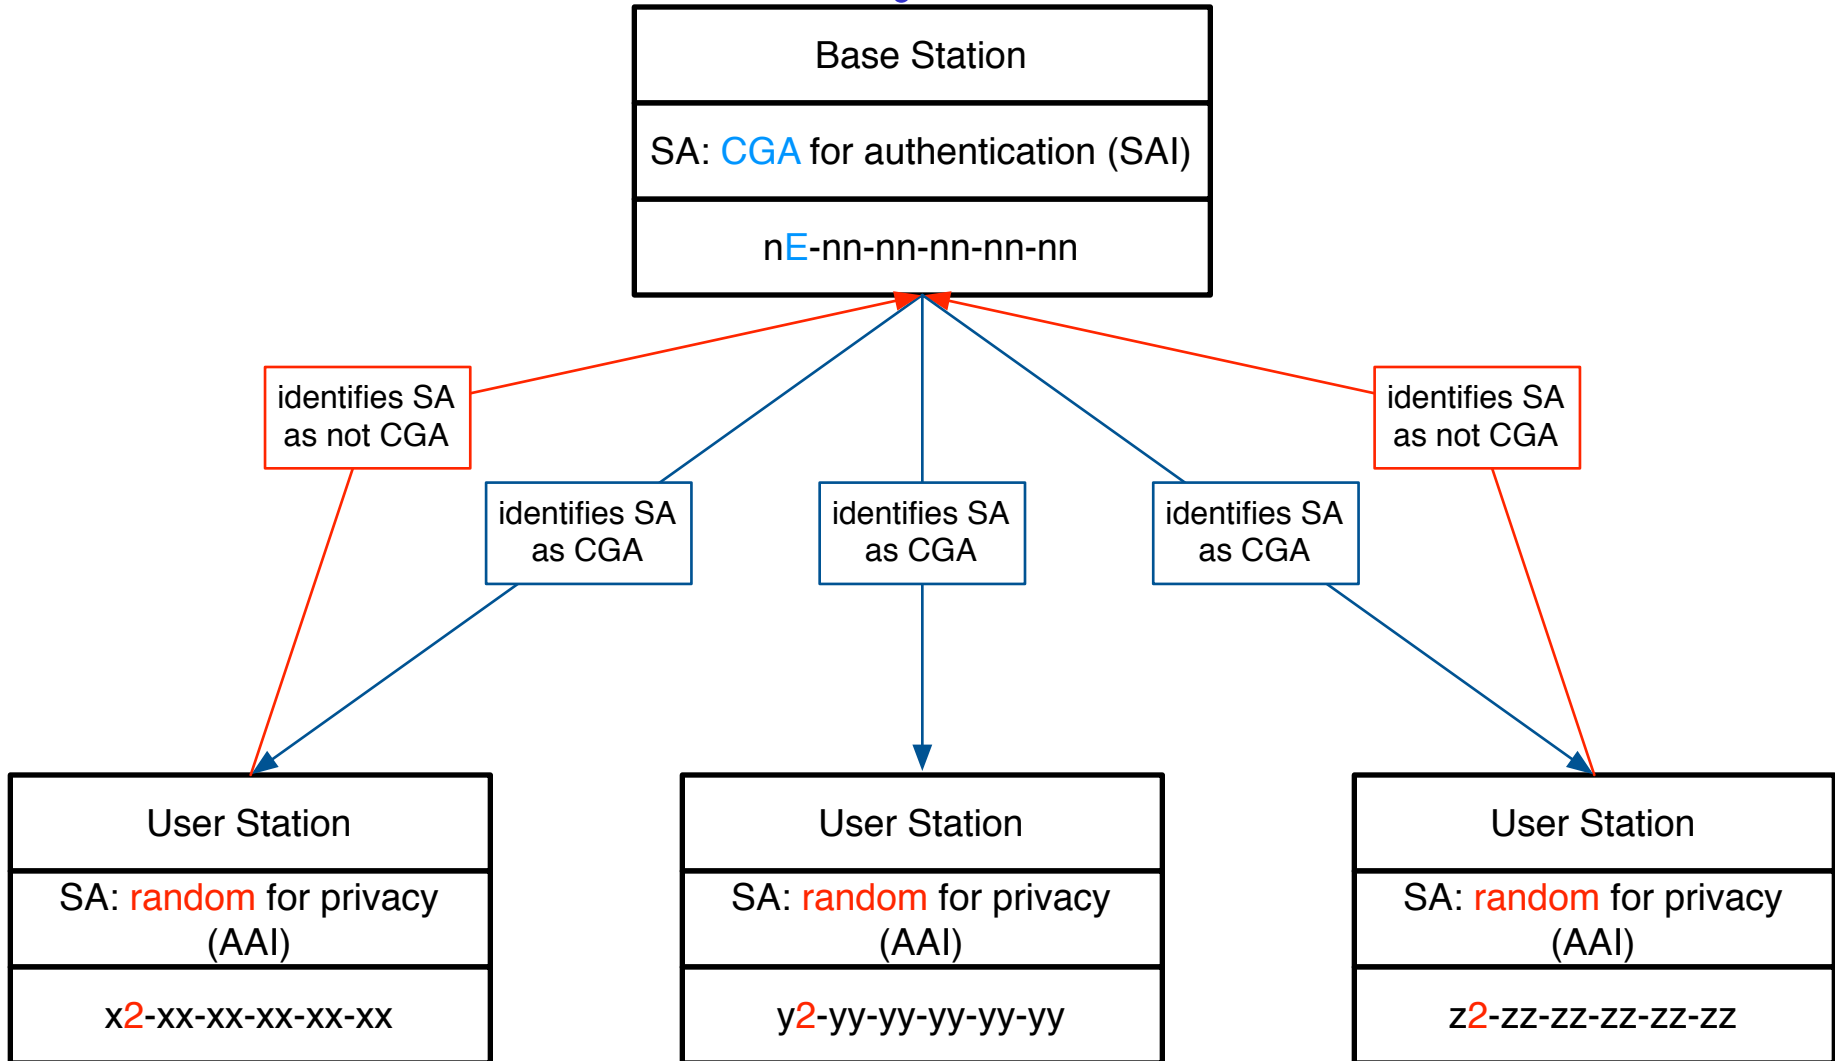 Base Station
SA: CGA for authentication (SAI)
nE-nn-nn-nn-nn-nn
identifies SA
as not CGA
identifies SA
as not CGA
identifies SA
as CGA
identifies SA
as CGA
identifies SA
as CGA
User Station
SA: random for privacy
(AAI)
x2-xx-xx-xx-xx-xx
User Station
SA: random for privacy
(AAI)
y2-yy-yy-yy-yy-yy
User Station
SA: random for privacy
(AAI)
z2-zz-zz-zz-zz-zz